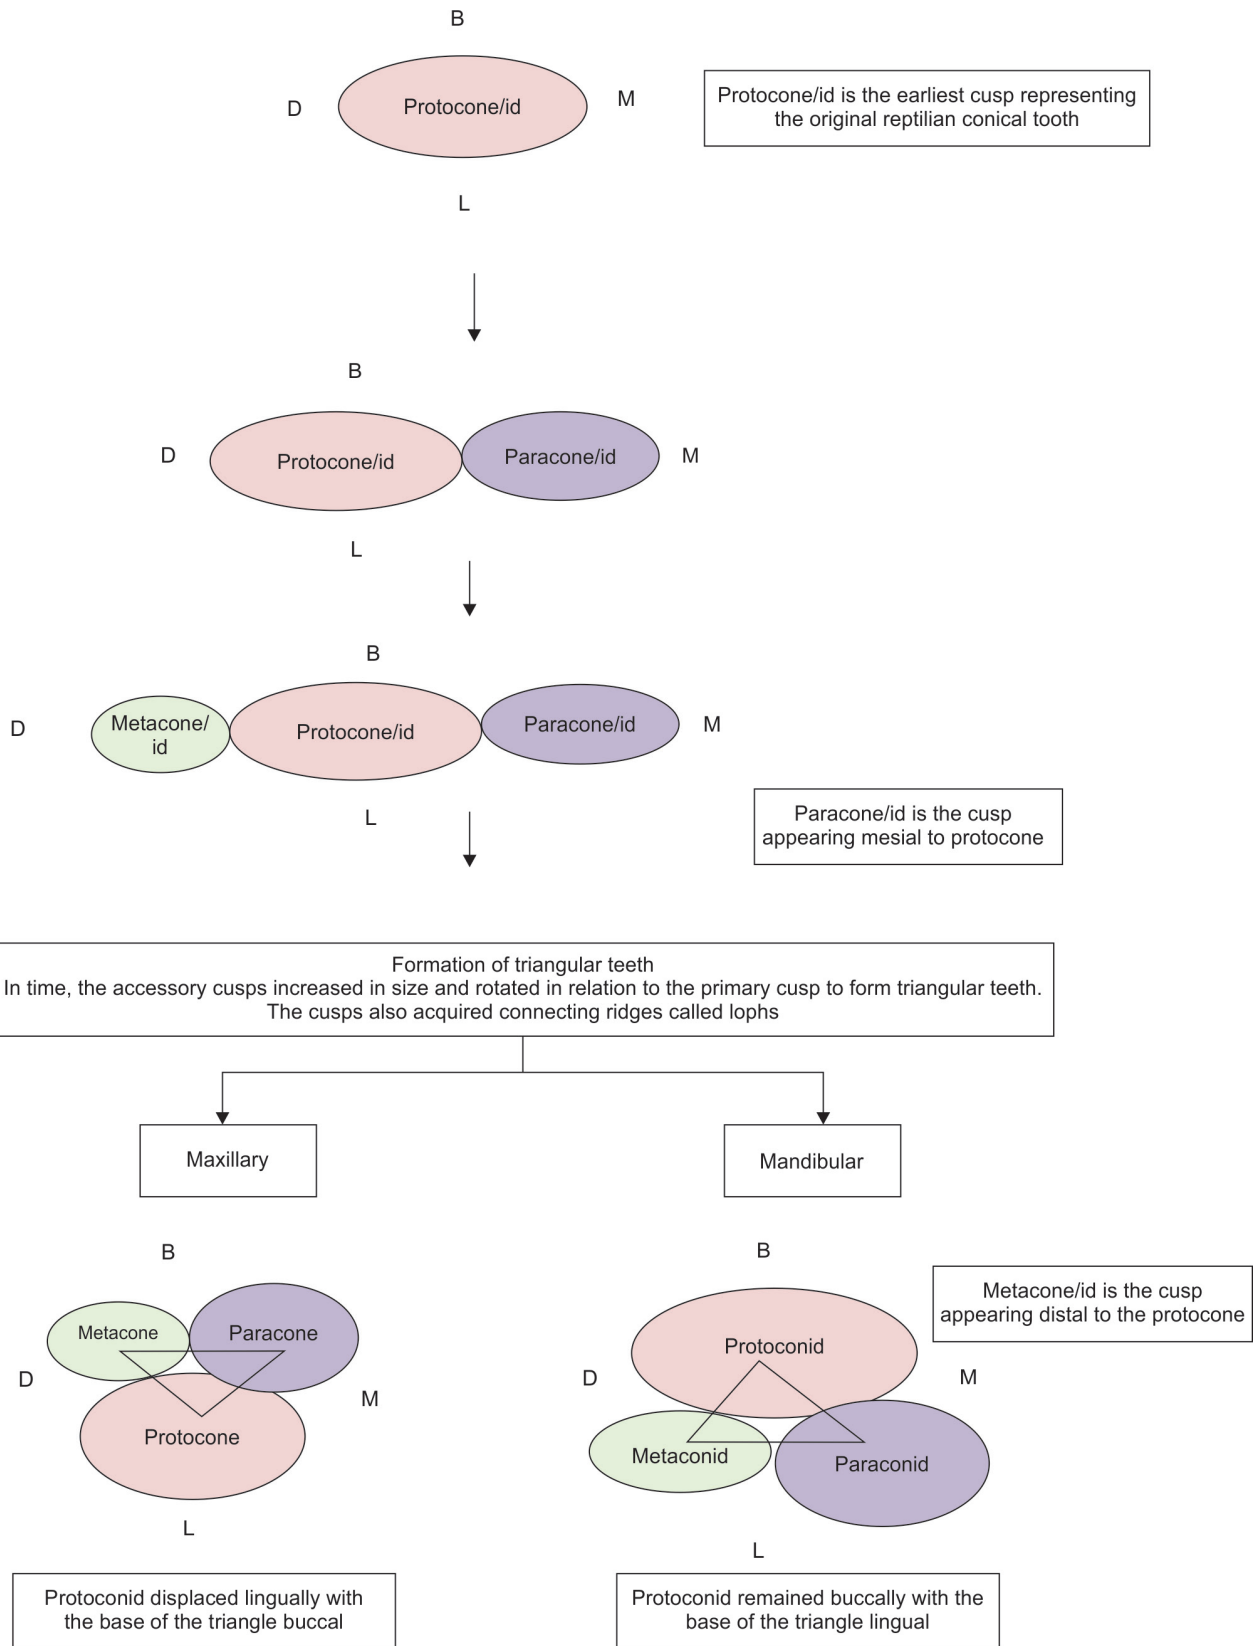 B
D
Protocone/id
M
Protocone/id is the earliest cusp representing
the original reptilian conical tooth
L
B
D
Protocone/id
Paracone/id
M
L
B
D
Metacone/
id
Protocone/id
Paracone/id
M
L
Paracone/id is the cusp
appearing mesial to protocone
Formation of triangular teeth
In time, the accessory cusps increased in size and rotated in relation to the primary cusp to form triangular teeth.
The cusps also acquired connecting ridges called lophs
Maxillary
Mandibular
B
Metacone
Paracone
D
M
Protocone
L
Protoconid displaced lingually with
the base of the triangle buccal
B
Metacone/id is the cusp
appearing distal to the protocone
Protoconid
D
M
Metaconid
Paraconid
L
Protoconid remained buccally with the
base of the triangle lingual